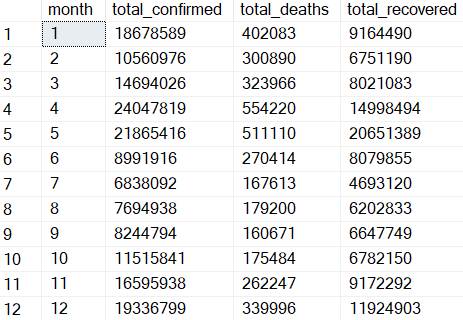 month total_confirmed total_deaths total_recovered
1 1 18678589 402083 9164490
2 2 10560976 300890 6751190
3 3 14694026 323966 8021083
4 4 24047819 554220 14998494
5 5 21865416 511110 20651389
6 6 8991916 270414 8079855
7 7 6838092 167613 4693120
8 8 7694938 179200 6202833
9 9 8244794 160671 6647749
10 10 11515841 175484 6782150
11 11 16595938 262247 9172292
12 12 19336799 339996 11924903